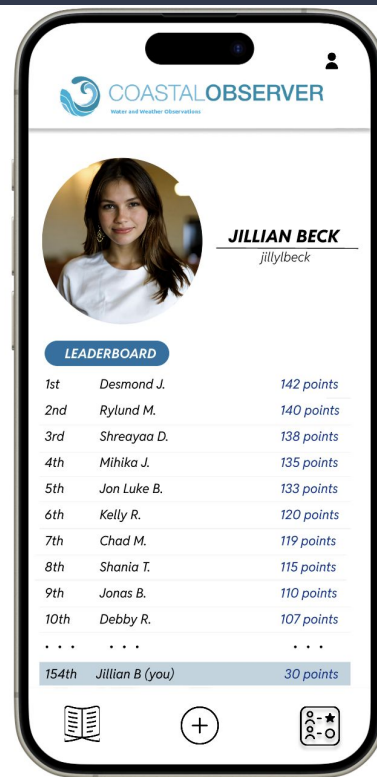 COASTALOBSERVER
Water and Weather Observations
JILLIAN BECK
jillylbeck
LEADERBOARD
1st Desmond J. 142 points
2nd Rylund M. 140 points
3rd Shreayaa D. 138 points
4th Mihika J. 135 points
5th Jon Luke B. 133 points
6th Kelly R. 120 points
7th Chad M. 119 points
8th Shania T. 115 points
9th Jonas B. 110 points
10th Debby R. 107 points
. . . . . . . . .
154th Jillian B (you) 30 points